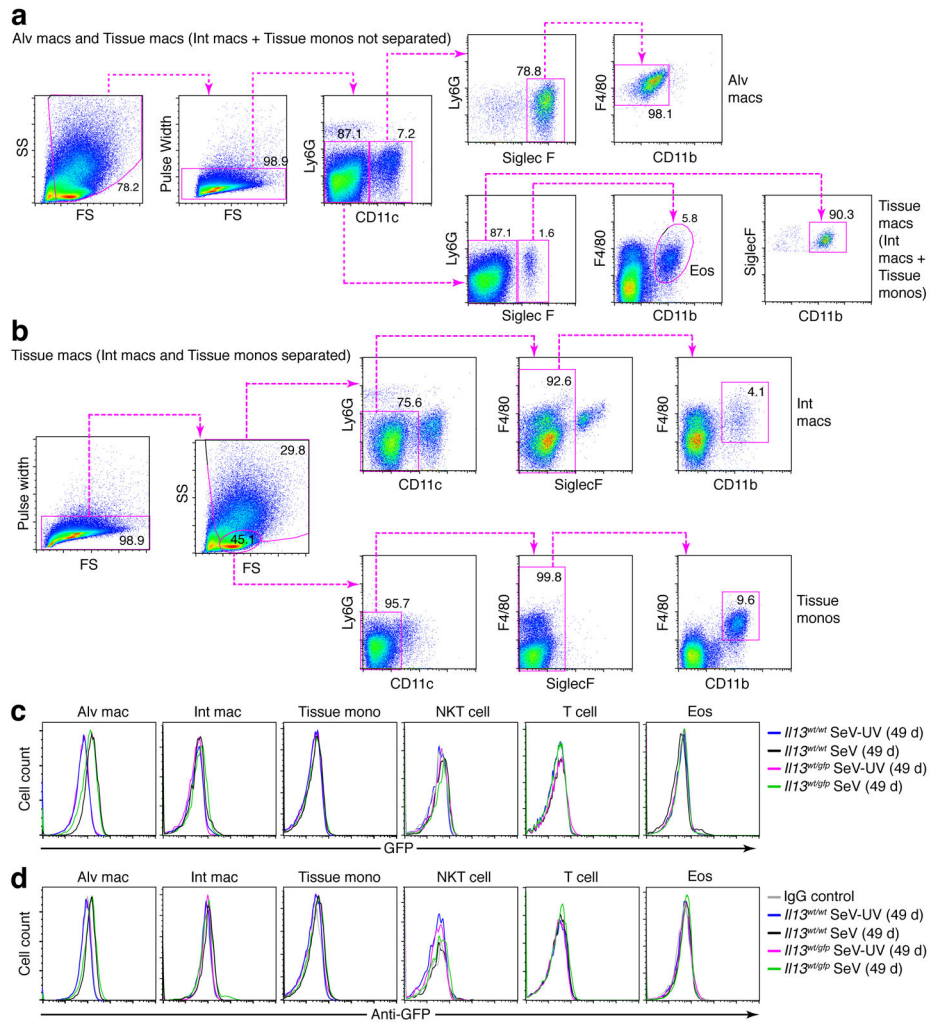 a
Alv macs and Tissue macs (Int macs + Tissue monos not separated)
SS
78.2
FS
Pulse Width
98.9
FS
Ly6G
87.1
7.2
CD11c
Ly6G
78.8
Siglec F
F4/80
98.1
CD11b
Alv
macs
Ly6G
87.1
1.6
Siglec F
F4/80
5.8
Eos
CD11b
SiglecF
90.3
CD11b
Tissue
macs
(Int
macs +
Tissue
monos)
b
Tissue macs (Int macs and Tissue monos separated)
Pulse width
98.9
FS
SS
29.8
45.1
FS
Ly6G
75.6
CD11c
F4/80
92.6
SiglecF
F4/80
4.1
CD11b
Int
macs
Ly6G
95.7
CD11c
F4/80
99.8
SiglecF
F4/80
9.6
CD11b
Tissue
monos
c
Alv mac
Int mac
Tissue mono
NKT cell
T cell
Eos
Cell count
GFP
Il13wt/wt SeV-UV (49 d)
Il13wt/wt SeV (49 d)
Il13wt/gfp SeV-UV (49 d)
Il13wt/gfp SeV (49 d)
d
Alv mac
Int mac
Tissue mono
NKT cell
T cell
Eos
Cell count
Anti-GFP
IgG control
Il13wt/wt SeV-UV (49 d)
Il13wt/wt SeV (49 d)
Il13wt/gfp SeV-UV (49 d)
Il13wt/gfp SeV (49 d)